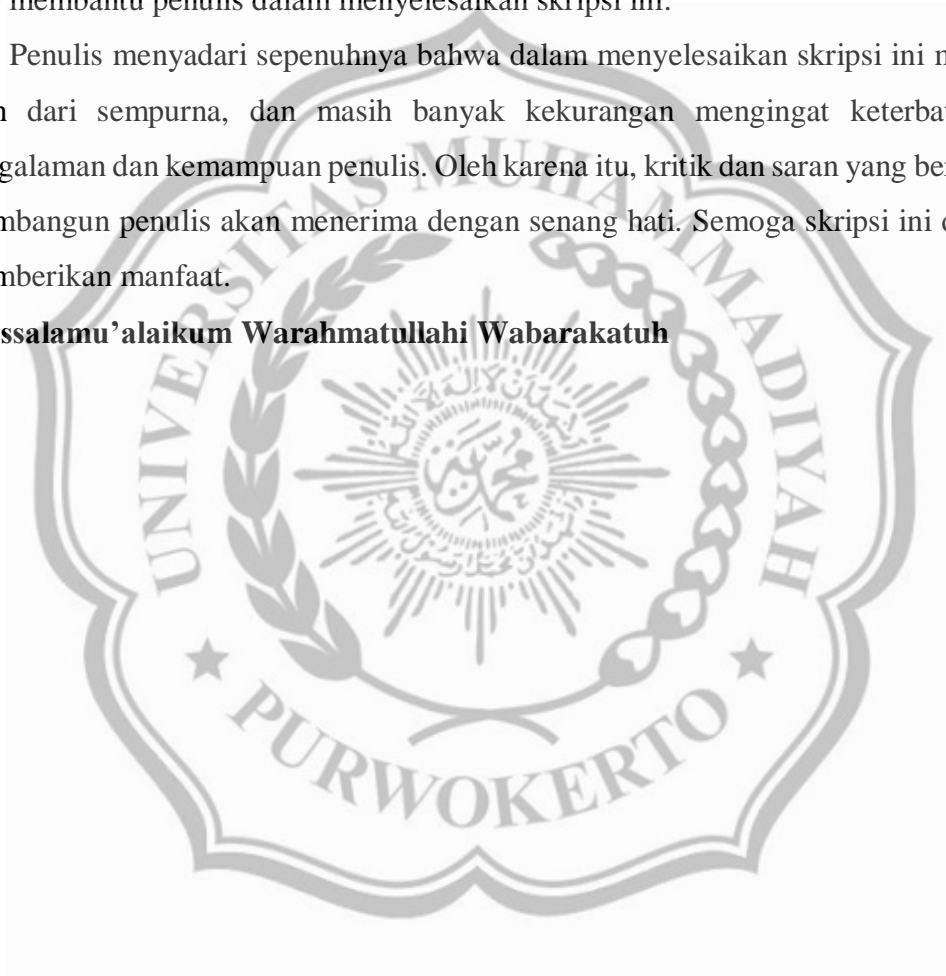 membantu penulis dalam menyelesaikan skripsi ini.
Penulis menyadari sepenuhnya bahwa dalam menyelesaikan skripsi ini
dari sempurna, dan masih banyak kekurangan mengingat keterbat
galaman dan kemampuan penulis. Oleh karena itu, kritik dan saran yang be
mbangun penulis akan menerima dengan senang hati. Semoga skripsi ini
mberikan manfaat.
ssalamu’alaikum Warahmatullahi Wabarakatuh
UNIVERSITAS MUHAMMADIYAH
PURWOKERTO